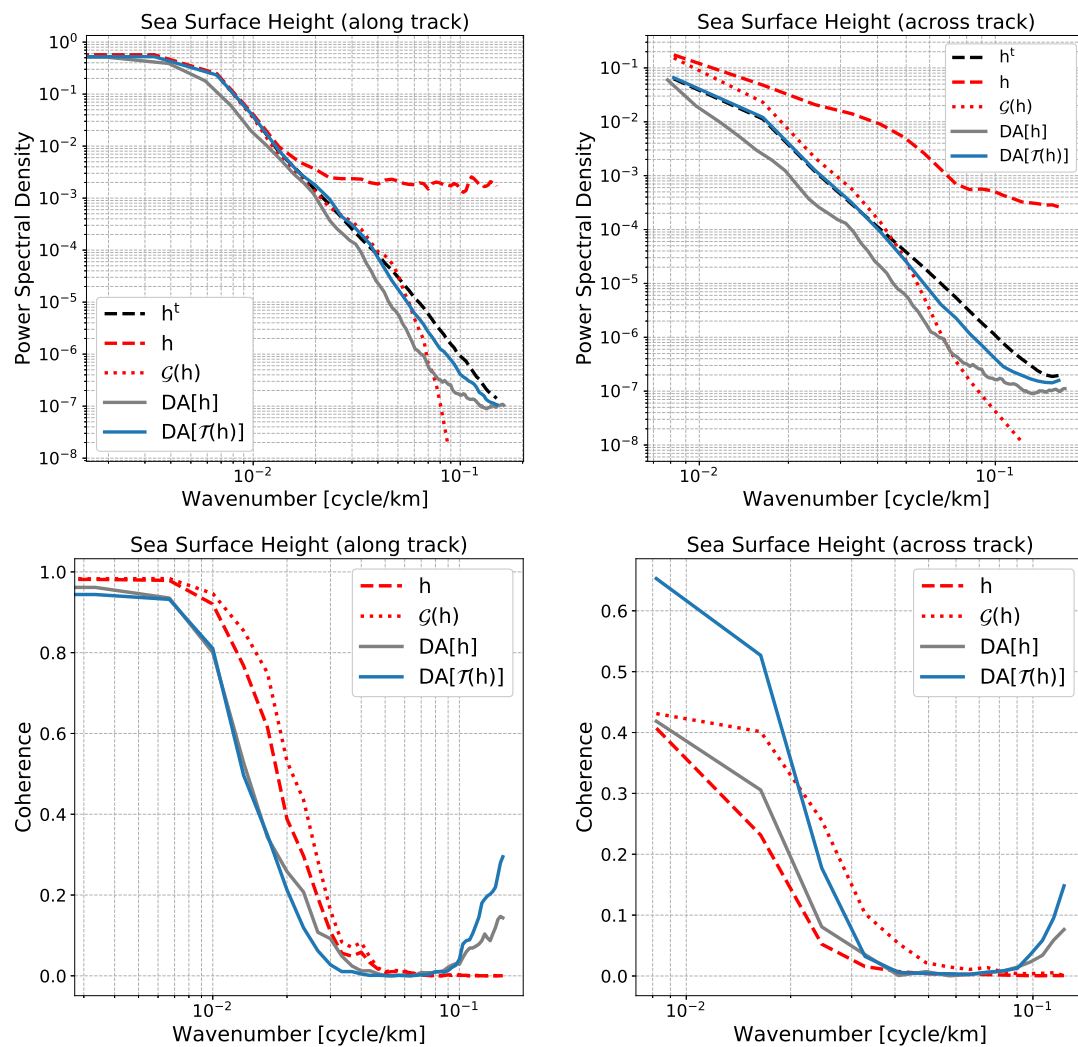 Sea Surface Height (along track)
Power Spectral Density
10⁰
10⁻¹
10⁻²
10⁻³
10⁻⁴
10⁻⁵
10⁻⁶
10⁻⁷
10⁻⁸
hᵗ
h
𝒢(h)
DA[h]
DA[𝒯(h)]
10⁻²
10⁻¹
Wavenumber [cycle/km]
Sea Surface Height (across track)
Power Spectral Density
10⁻¹
10⁻²
10⁻³
10⁻⁴
10⁻⁵
10⁻⁶
10⁻⁷
10⁻⁸
hᵗ
h
𝒢(h)
DA[h]
DA[𝒯(h)]
10⁻²
10⁻¹
Wavenumber [cycle/km]
Sea Surface Height (along track)
Coherence
1.0
0.8
0.6
0.4
0.2
0.0
h
𝒢(h)
DA[h]
DA[𝒯(h)]
10⁻²
10⁻¹
Wavenumber [cycle/km]
Sea Surface Height (across track)
Coherence
0.6
0.5
0.4
0.3
0.2
0.1
0.0
h
𝒢(h)
DA[h]
DA[𝒯(h)]
10⁻²
10⁻¹
Wavenumber [cycle/km]